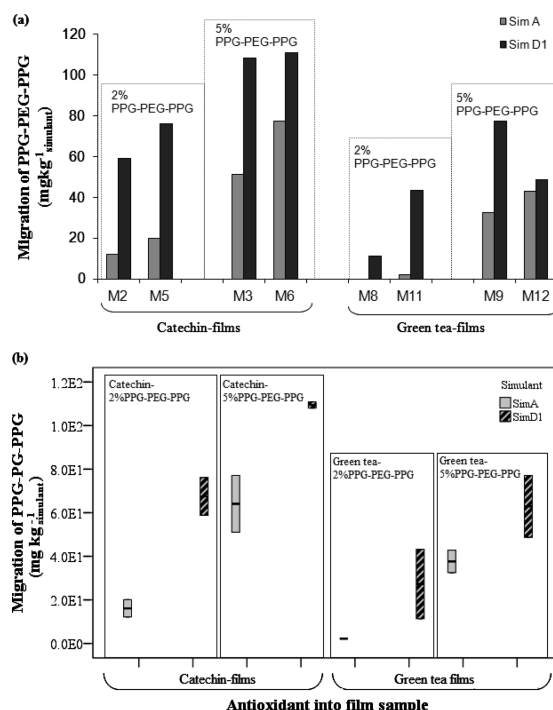 (a)
Sim A
Sim D1
120
100
80
60
40
20
0
Migration of PPG-PEG-PPG
(mgkg-1 simulant)
2%
PPG-PEG-PPG
5%
PPG-PEG-PPG
2%
PPG-PEG-PPG
5%
PPG-PEG-PPG
M2 M5 M3 M6 M8 M11 M9 M12
Catechin-films Green tea-films
(b)
1.2E2
1.0E2
8.0E1
6.0E1
4.0E1
2.0E1
0.0E0
Migration of PPG-PG-PPG
(mg kg-1 simulant)
Catechin-
2%PPG-PEG-PPG
Catechin-
5%PPG-PEG-PPG
Simulant
SimA
SimD1
Green tea-
2%PPG-PEG-PPG
Green tea-
5%PPG-PEG-PPG
Catechin-films Green tea films
Antioxidant into film sample